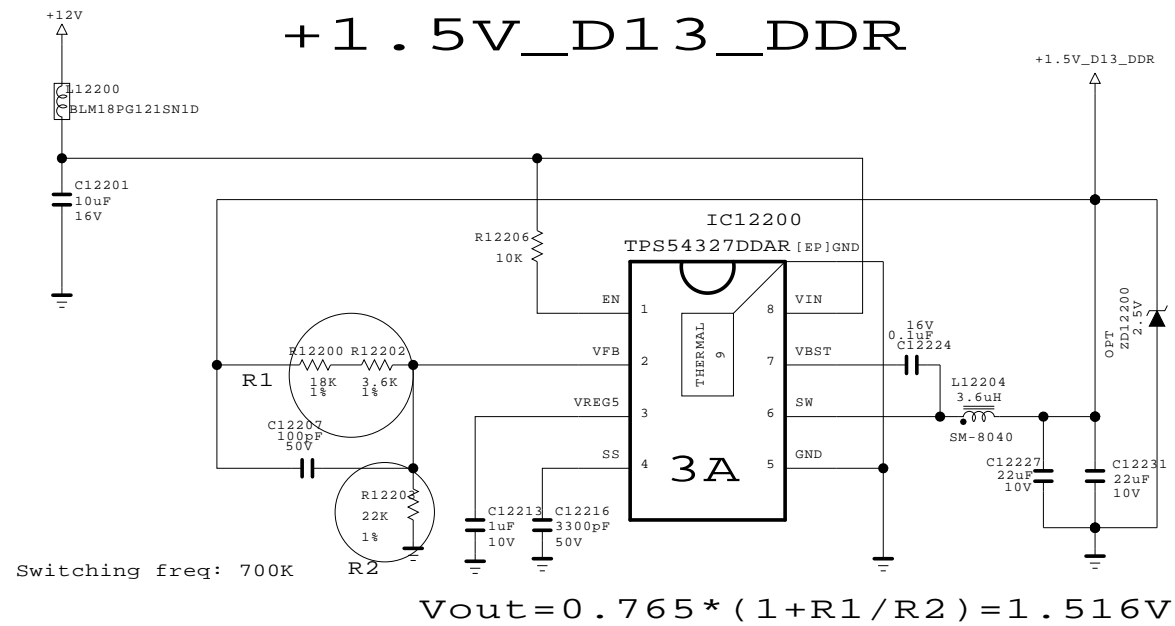 +12V
+1.5V_D13_DDR
+1.5V_D13_DDR
L12200
BLM18PG121SN1D
C12201
10uF
16V
R12206
10K
IC12200
TPS54327DDAR
[EP]GND
EN
1
VFB
2
VREG5
3
SS
4
THERMAL
9
3A
8
VIN
7
VBST
6
SW
5
GND
16V
0.1uF
C12224
L12204
3.6uH
SM-8040
OPT
ZD12200
2.5V
R12200 R12202
R1
18K 3.6K
1% 1%
C12207
100pF
50V
R12203
22K
1%
R2
C12213
1uF
10V
C12216
3300pF
50V
C12227
22uF
10V
C12231
22uF
10V
Switching freq: 700K
Vout=0.765*(1+R1/R2)=1.516V